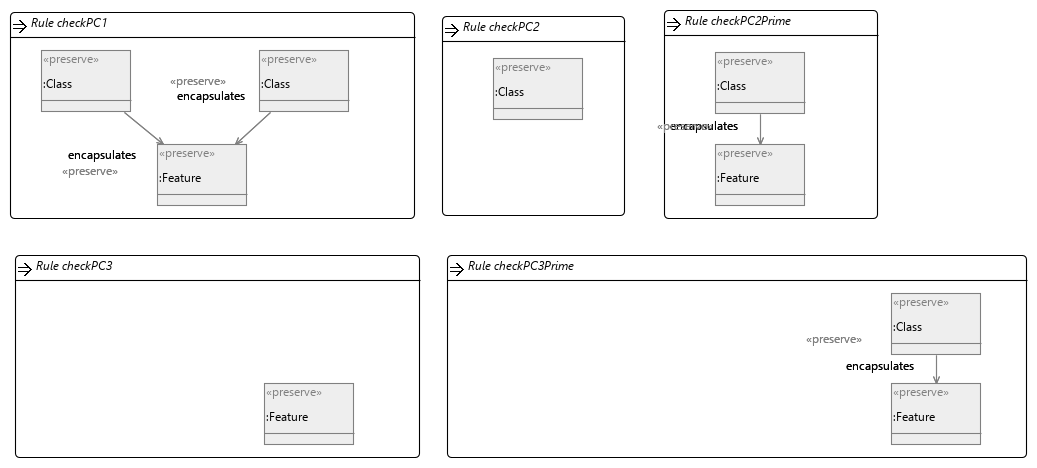 Rule checkPC1
«preserve»
:Class
«preserve»
encapsulates
«preserve»
:Class
encapsulates
«preserve»
«preserve»
:Feature
Rule checkPC2
«preserve»
:Class
Rule checkPC2Prime
«preserve»
:Class
«preserve»
encapsulates
«preserve»
:Feature
Rule checkPC3
«preserve»
:Feature
Rule checkPC3Prime
«preserve»
:Class
«preserve»
encapsulates
«preserve»
:Feature